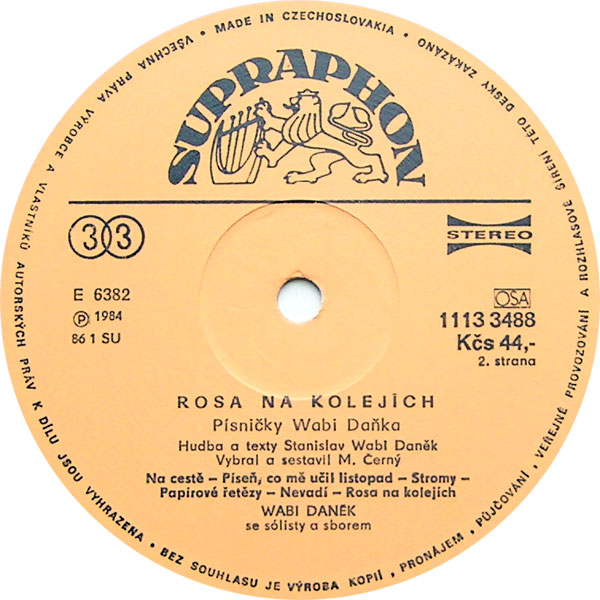 • MADE IN CZECHOSLOVAKIA • VŠECHNA PRÁVA VÝROBCE A VLASTNÍKŮ AUTORSKÝCH PRÁV K DÍLU JSOU VYHRAZENA • BEZ SOUHLASU JE VÝROBA KOPIÍ, PRONÁJEM, PŮJČOVÁNÍ, VEŘEJNÉ PROVOZOVÁNÍ A ROZHLASOVÉ ŠÍŘENÍ TÉTO DESKY ZAKÁZÁNO
SUPRAPHON
33
STEREO
E 6382
Ⓟ 1984
86 1 SU
OSA
1113 3488
Kčs 44,-
2. strana
ROSA NA KOLEJÍCH
Písničky Wabi Daňka
Hudba a texty Stanislav Wabi Daněk
Vybral a sestavil M. Černý
Na cestě – Píseň, co mě učil listopad – Stromy –
Papírové řetězy – Nevadí – Rosa na kolejích
WABI DANĚK
se sólisty a sborem